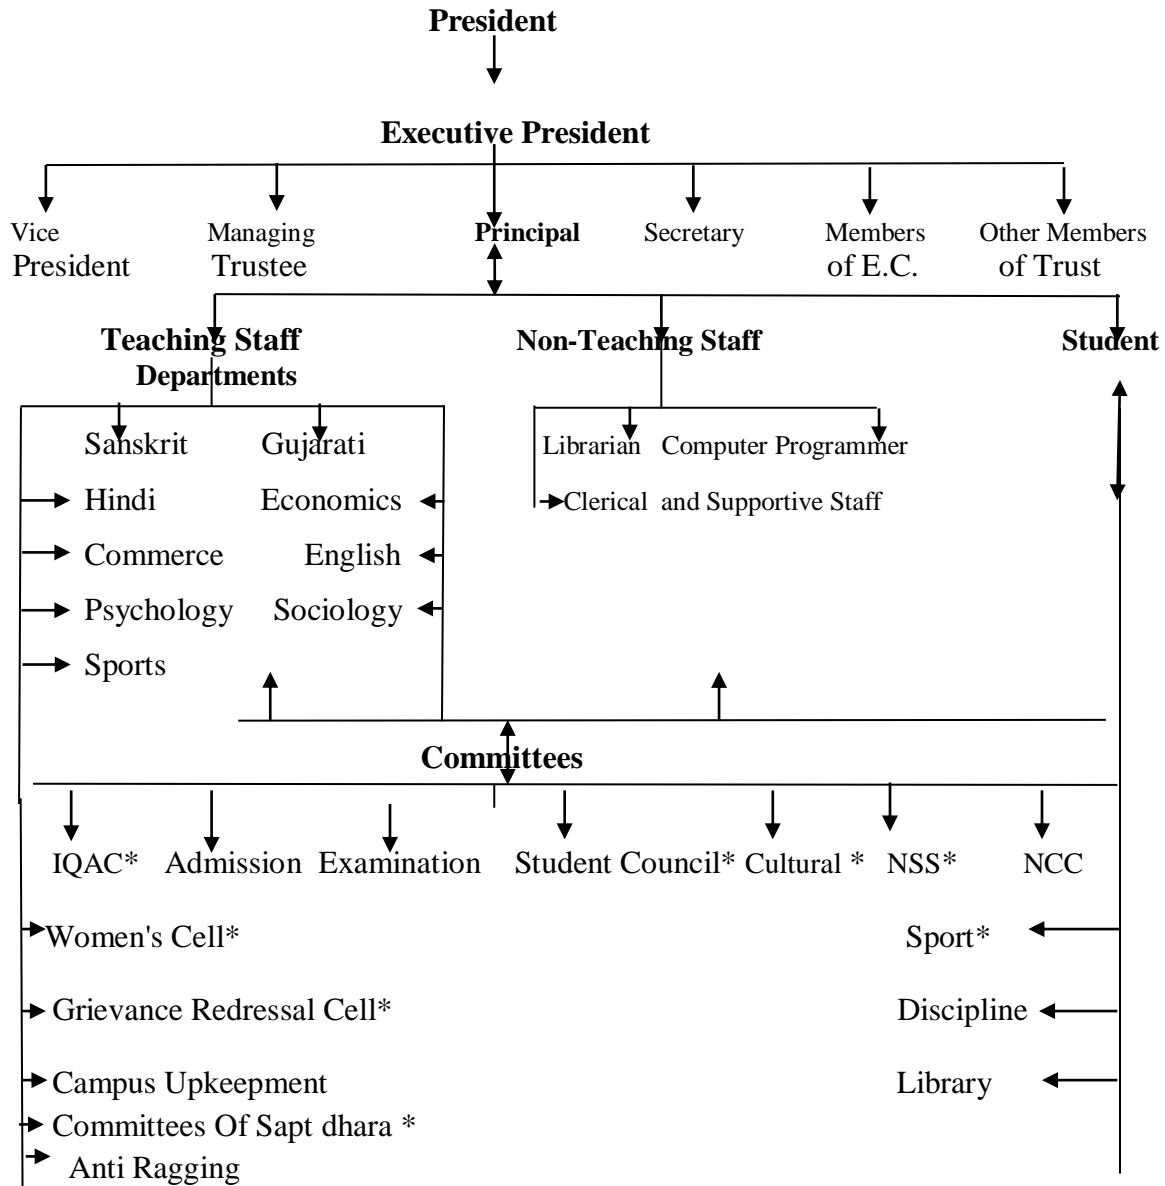 President
Executive President
Vice Managing Principal Secretary Members Other Members
President Trustee of E.C. of Trust
Teaching Staff Non-Teaching Staff Student
Departments
Sanskrit Gujarati Librarian Computer Programmer
Hindi Economics Clerical and Supportive Staff
Commerce English
Psychology Sociology
Sports
Committees
IQAC* Admission Examination Student Council* Cultural * NSS* NCC
Women's Cell* Sport*
Grievance Redressal Cell* Discipline
Campus Upkeepment Library
Committees Of Sapt dhara *
Anti Ragging